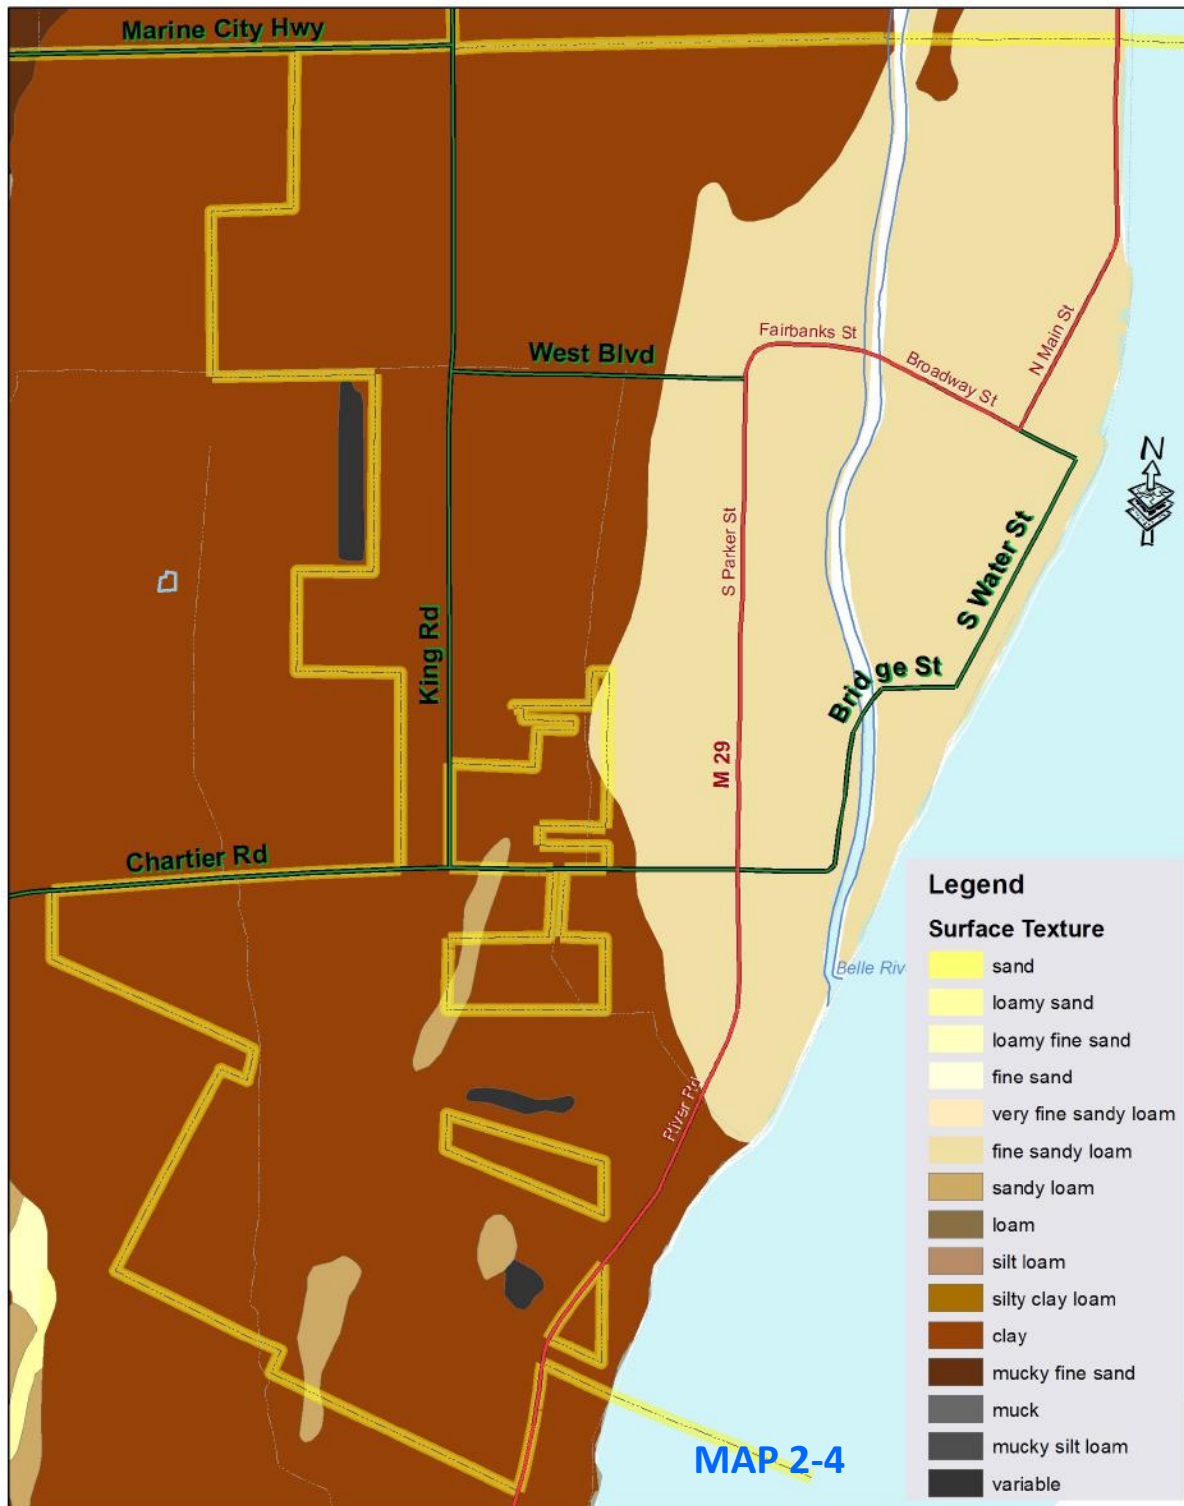 Marine City Hwy
West Blvd
Fairbanks St
Broadway St
N Main St
N
S Parker St
S Water St
King Rd
Bridge St
M 29
Chartier Rd
Belle Riv
River Rd
MAP 2-4
Legend
Surface Texture
sand
loamy sand
loamy fine sand
fine sand
very fine sandy loam
fine sandy loam
sandy loam
loam
silt loam
silty clay loam
clay
mucky fine sand
muck
mucky silt loam
variable